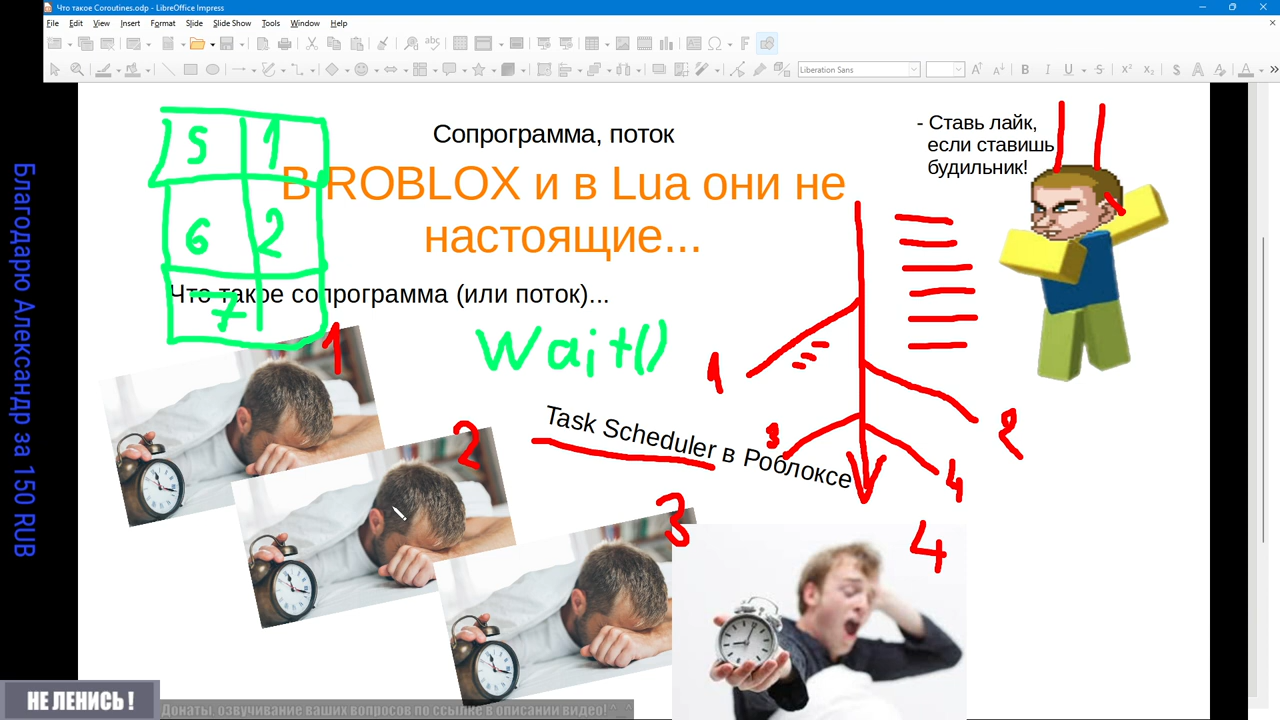 Что такое Coroutines.odp - LibreOffice Impress
File Edit View Insert Format Slide Slide Show Tools Window Help
Liberation Sans
Сопрограмма, поток
- Ставь лайк,
если ставишь
будильник!
В ROBLOX и в Lua они не
настоящие...
Что такое сопрограмма (или поток)...
5 1
6 2
7
Wait()
Task Scheduler в Роблоксе
1
2
3
4
1
2
3
4
Благодарю Александр за 150 RUB
НЕ ЛЕНИСЬ !
Донаты, озвучивание ваших вопросов по ссылке в описании видео! ^_^